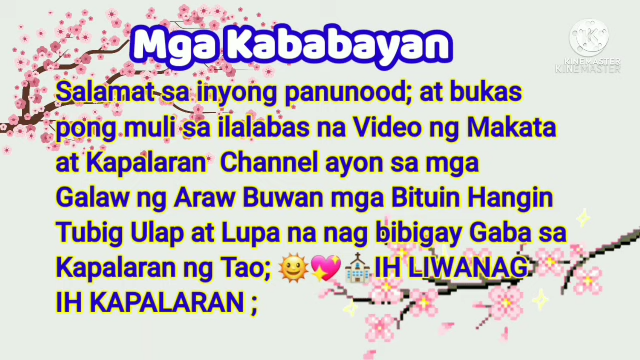 Mga Kababayan
Salamat sa inyong panunood; at bukas
pong muli sa ilalabas na Video ng Makata
at Kapalaran Channel ayon sa mga
Galaw ng Araw Buwan mga Bituin Hangin
Tubig Ulap at Lupa na nag bibigay Gaba sa
Kapalaran ng Tao; 🌞💖⛪IH LIWANAG
IH KAPALARAN ;
K
KINEMASTER
KINEMASTER